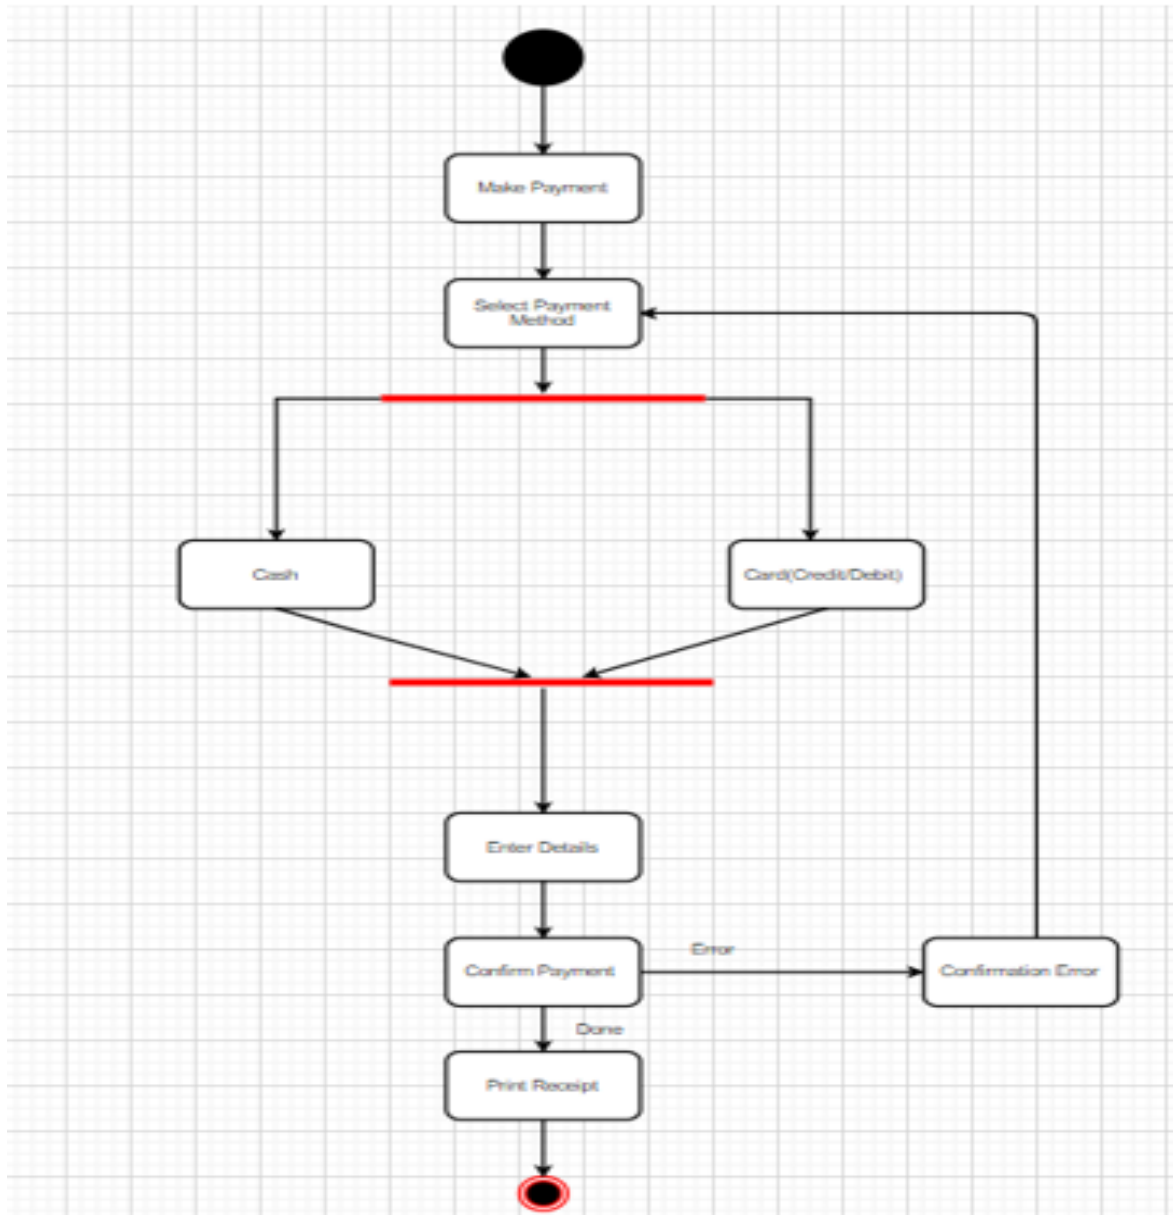 Make Payment
Select Payment
Method
Cash
Card(Credit/Debit)
Enter Details
Error
Confirm Payment
Confirmation Error
Done
Print Receipt